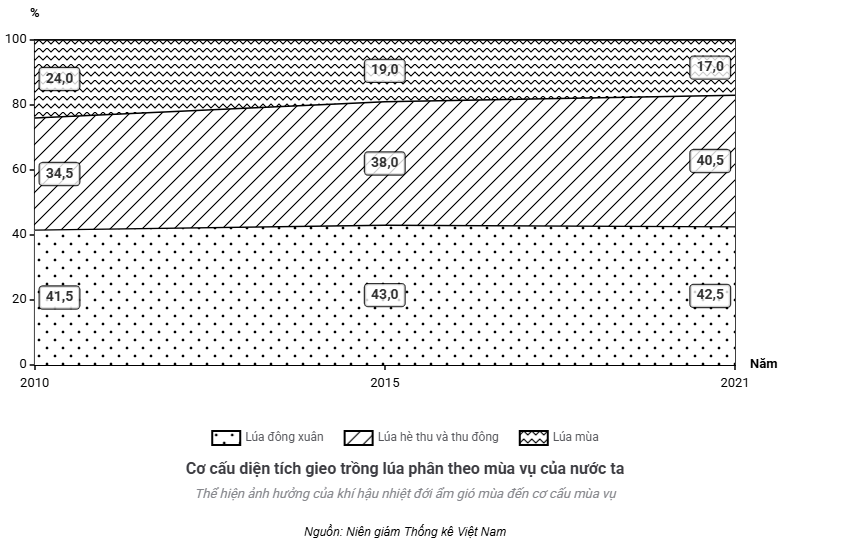 %
100
24,0
19,0
17,0
80
60
34,5
38,0
40,5
40
20
41,5
43,0
42,5
0
Năm
2010
2015
2021
Lúa đông xuân
Lúa hè thu và thu đông
Lúa mùa
Cơ cấu diện tích gieo trồng lúa phân theo mùa vụ của nước ta
Thể hiện ảnh hưởng của khí hậu nhiệt đới ẩm gió mùa đến cơ cấu mùa vụ
Nguồn: Niên giám Thống kê Việt Nam